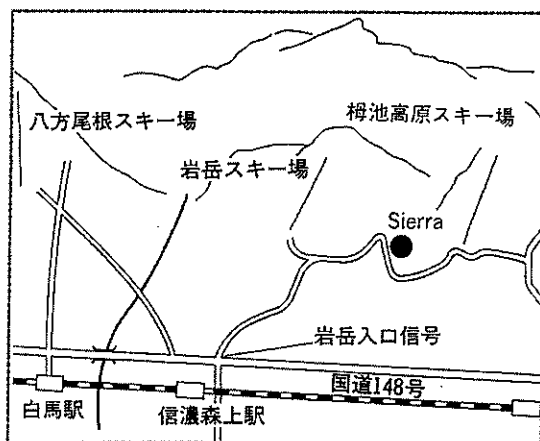 栂池高原スキー場
八方尾根スキー場
岩岳スキー場
Sierra
岩岳入口信号
国道148号
白馬駅
信濃森上駅